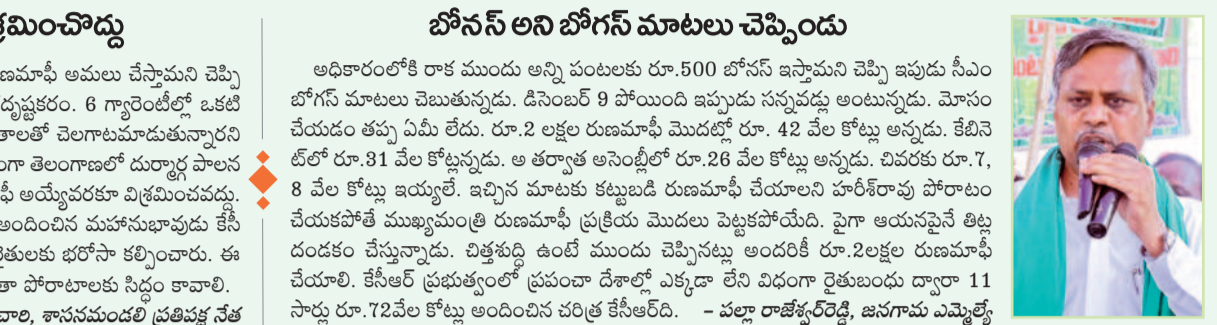 శ్రమించొద్దు
ణమాఫీ అమలు చేస్తామని చెప్పి
దృష్టకరం. 6 గ్యారెంటీల్లో ఒకటి
తాలతో చెలగాటమాడుతున్నారని
ంగా తెలంగాణలో దుర్మార్గ పాలన
ఫీ అయ్యేవరకూ విశ్రమించవద్దు.
అందించిన మహానుభావుడు కేసీ
రైతులకు భరోసా కల్పించారు. ఈ
తా పోరాటాలకు సిద్ధం కావాలి.
చారి, శాసనమండలి ప్రతిపక్ష నేత
బోనస్ అని బోగస్ మాటలు చెప్పిండు
అధికారంలోకి రాక ముందు అన్ని పంటలకు రూ.500 బోనస్ ఇస్తామని చెప్పి ఇపుడు సీఎం
బోగస్ మాటలు చెబుతున్నడు. డిసెంబర్ 9 పోయింది ఇప్పుడు సన్నవడ్లు అంటున్నడు. మోసం
చేయడం తప్ప ఏమీ లేదు. రూ.2 లక్షల రుణమాఫీ మొదట్లో రూ. 42 వేల కోట్లు అన్నడు. కేబినె
ట్‌లో రూ.31 వేల కోట్లన్నడు. అ తర్వాత అసెంబ్లీలో రూ.26 వేల కోట్లు అన్నడు. చివరకు రూ.7,
8 వేల కోట్లు ఇయ్యలే. ఇచ్చిన మాటకు కట్టుబడి రుణమాఫీ చేయాలని హరీశ్‌రావు పోరాటం
చేయకపోతే ముఖ్యమంత్రి రుణమాఫీ ప్రక్రియ మొదలు పెట్టకపోయేది. పైగా ఆయనపైనే తిట్ల
దండకం చేస్తున్నాడు. చిత్తశుద్ధి ఉంటే ముందు చెప్పినట్లు అందరికీ రూ.2లక్షల రుణమాఫీ
చేయాలి. కేసీఆర్ ప్రభుత్వంలో ప్రపంచా దేశాల్లో ఎక్కడా లేని విధంగా రైతుబంధు ద్వారా 11
సార్లు రూ.72వేల కోట్లు అందించిన చరిత్ర కేసీఆర్‌ది. – పల్లా రాజేశ్వర్‌రెడ్డి, జనగామ ఎమ్మెల్యే